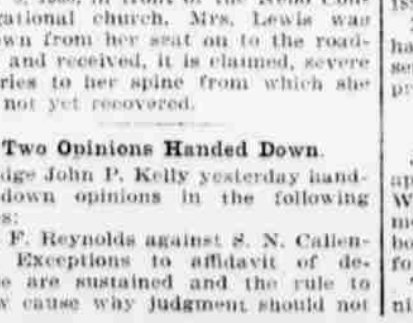 ational church. Mrs. Lewis was
wn from her seat on to the road-
and received, it is claimed, severe
ries to her spine from which she
not yet recovered.
Two Opinions Handed Down.
dge John P. Kelly yesterday hand-
down opinions in the following
s:
F. Reynolds against S. N. Callen-
Exceptions to affidavit of de-
e are sustained and the rule to
w cause why judgment should not